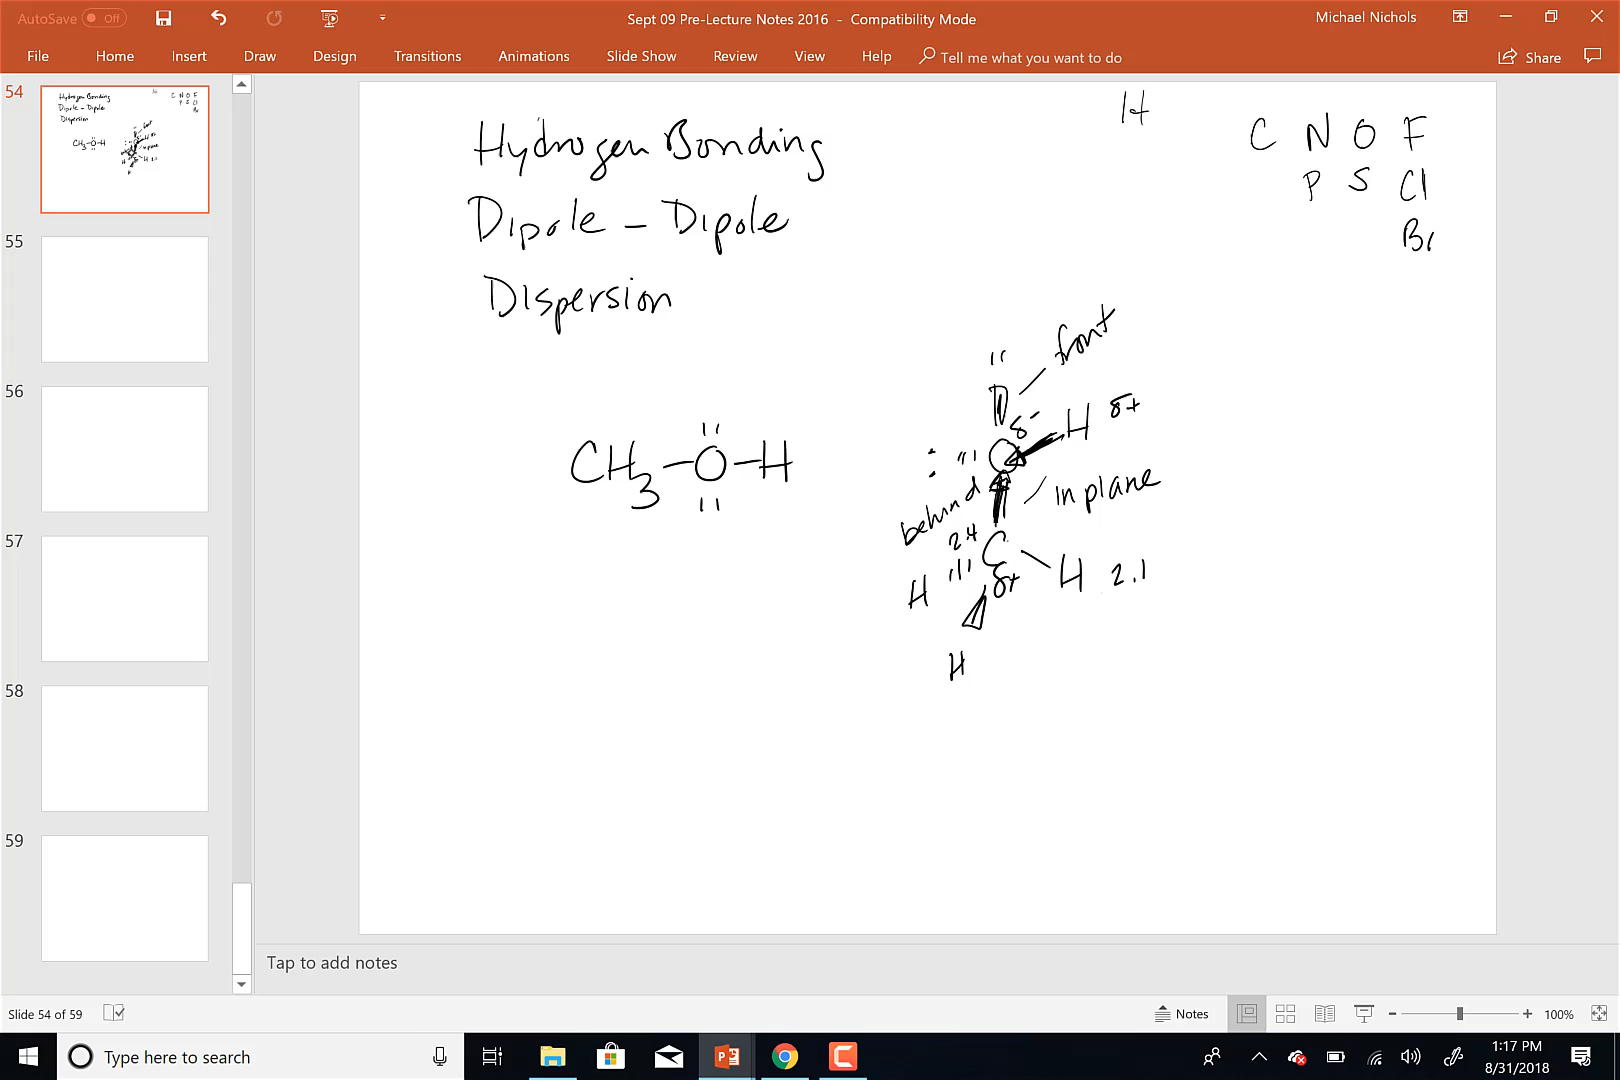 AutoSave Off
Sept 09 Pre-Lecture Notes 2016 - Compatibility Mode
Michael Nichols
File Home Insert Draw Design Transitions Animations Slide Show Review View Help Tell me what you want to do
Share
54
55
56
57
58
59
Hydrogen Bonding
Dipole - Dipole
Dispersion
H
C N O F
P S Cl
Br
CH3-O-H
front
δ- H δ+
O
in plane
behind
C
δ+
H H 2.1
H
Tap to add notes
Slide 54 of 59
Notes
100%
Type here to search
1:17 PM
8/31/2018